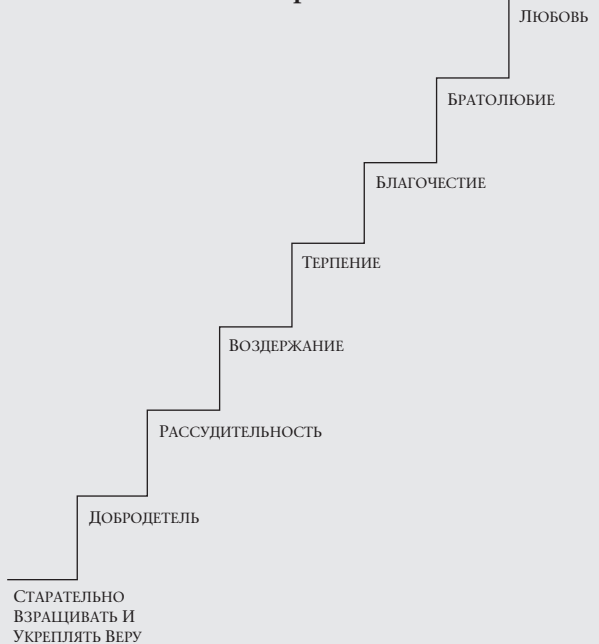 Любовь
Братолюбие
Благочестие
Терпение
Воздержание
Рассудительность
Добродетель
Старательно
Взращивать И
Укреплять Веру